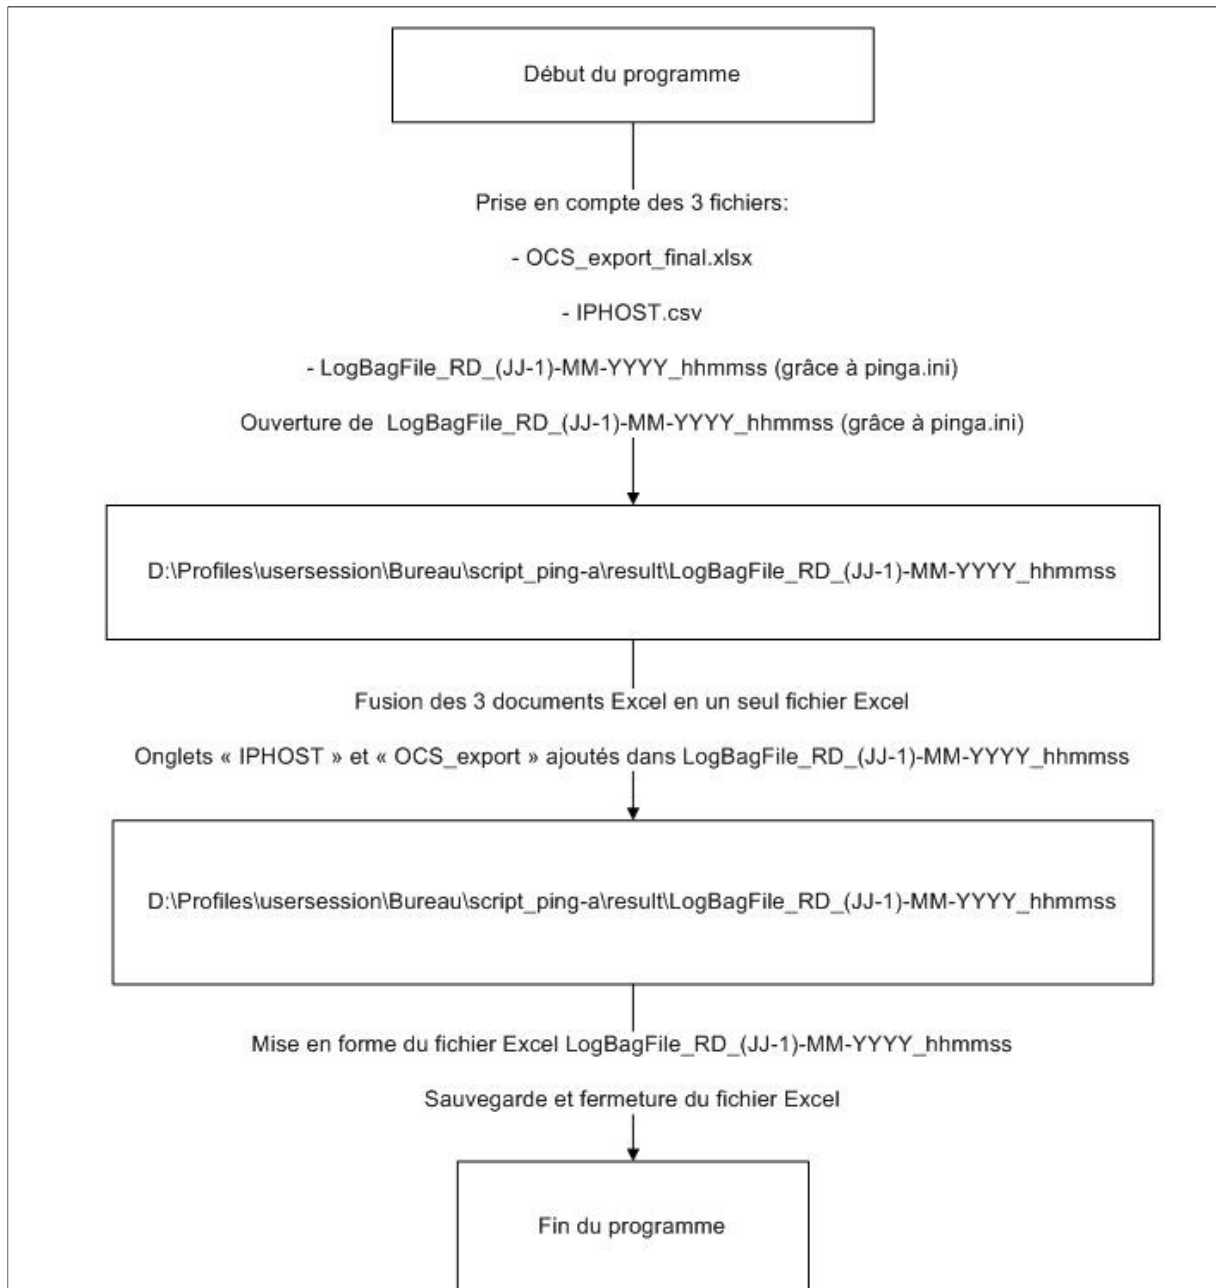 Début du programme
Prise en compte des 3 fichiers:
- OCS_export_final.xlsx
- IPHOST.csv
- LogBagFile_RD_(JJ-1)-MM-YYYY_hhmmss (grâce à pinga.ini)
Ouverture de LogBagFile_RD_(JJ-1)-MM-YYYY_hhmmss (grâce à pinga.ini)
D:\Profiles\usersession\Bureau\script_ping-a\result\LogBagFile_RD_(JJ-1)-MM-YYYY_hhmmss
Fusion des 3 documents Excel en un seul fichier Excel
Onglets « IPHOST » et « OCS_export » ajoutés dans LogBagFile_RD_(JJ-1)-MM-YYYY_hhmmss
D:\Profiles\usersession\Bureau\script_ping-a\result\LogBagFile_RD_(JJ-1)-MM-YYYY_hhmmss
Mise en forme du fichier Excel LogBagFile_RD_(JJ-1)-MM-YYYY_hhmmss
Sauvegarde et fermeture du fichier Excel
Fin du programme